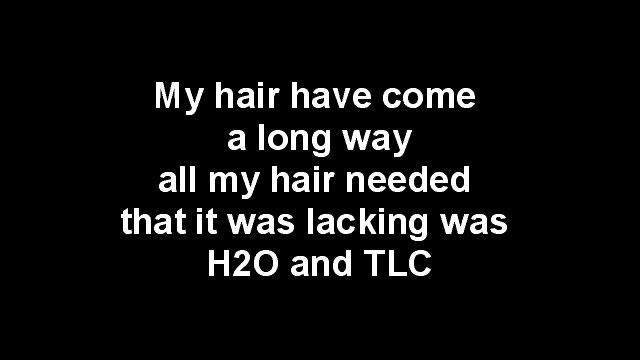 My hair have come
a long way
all my hair needed
that it was lacking was
H2O and TLC